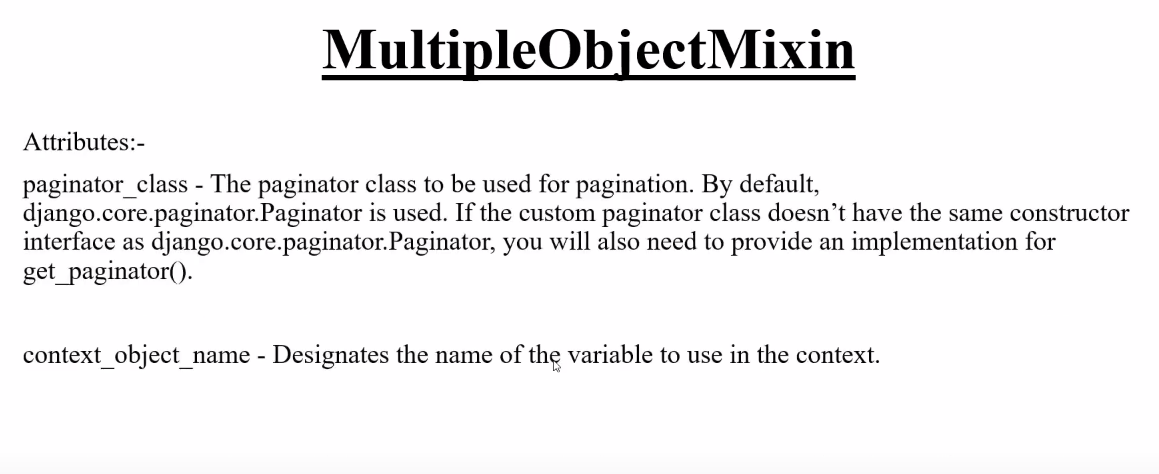 MultipleObjectMixin
Attributes:-
paginator_class - The paginator class to be used for pagination. By default,
django.core.paginator.Paginator is used. If the custom paginator class doesn’t have the same constructor
interface as django.core.paginator.Paginator, you will also need to provide an implementation for
get_paginator().
context_object_name - Designates the name of the variable to use in the context.